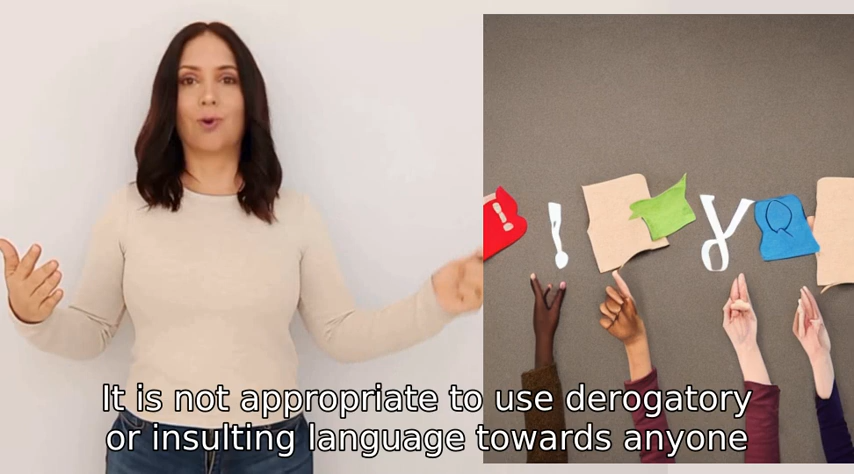 It is not appropriate to use derogatory
or insulting language towards anyone